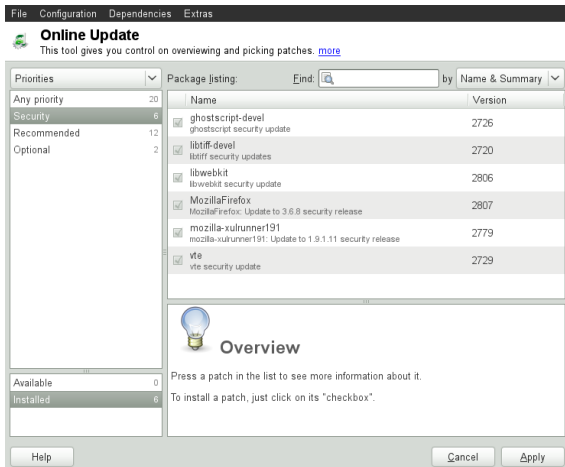 File Configuration Dependencies Extras
Online Update
This tool gives you control on overviewing and picking patches. more
Priorities
Any priority 20
Security 6
Recommended 12
Optional 2
Available 0
Installed 6
Package listing: Find: by Name & Summary
Name Version
ghostscript-devel 2726
ghostscript security update
libtiff-devel 2720
libtiff security updates
libwebkit 2806
libwebkit security update
MozillaFirefox 2807
MozillaFirefox: Update to 3.6.8 security release
mozilla-xulrunner191 2779
mozilla-xulrunner191: Update to 1.9.1.11 security release
vte 2729
vte security update
Overview
Press a patch in the list to see more information about it.
To install a patch, just click on its "checkbox".
Help Cancel Apply